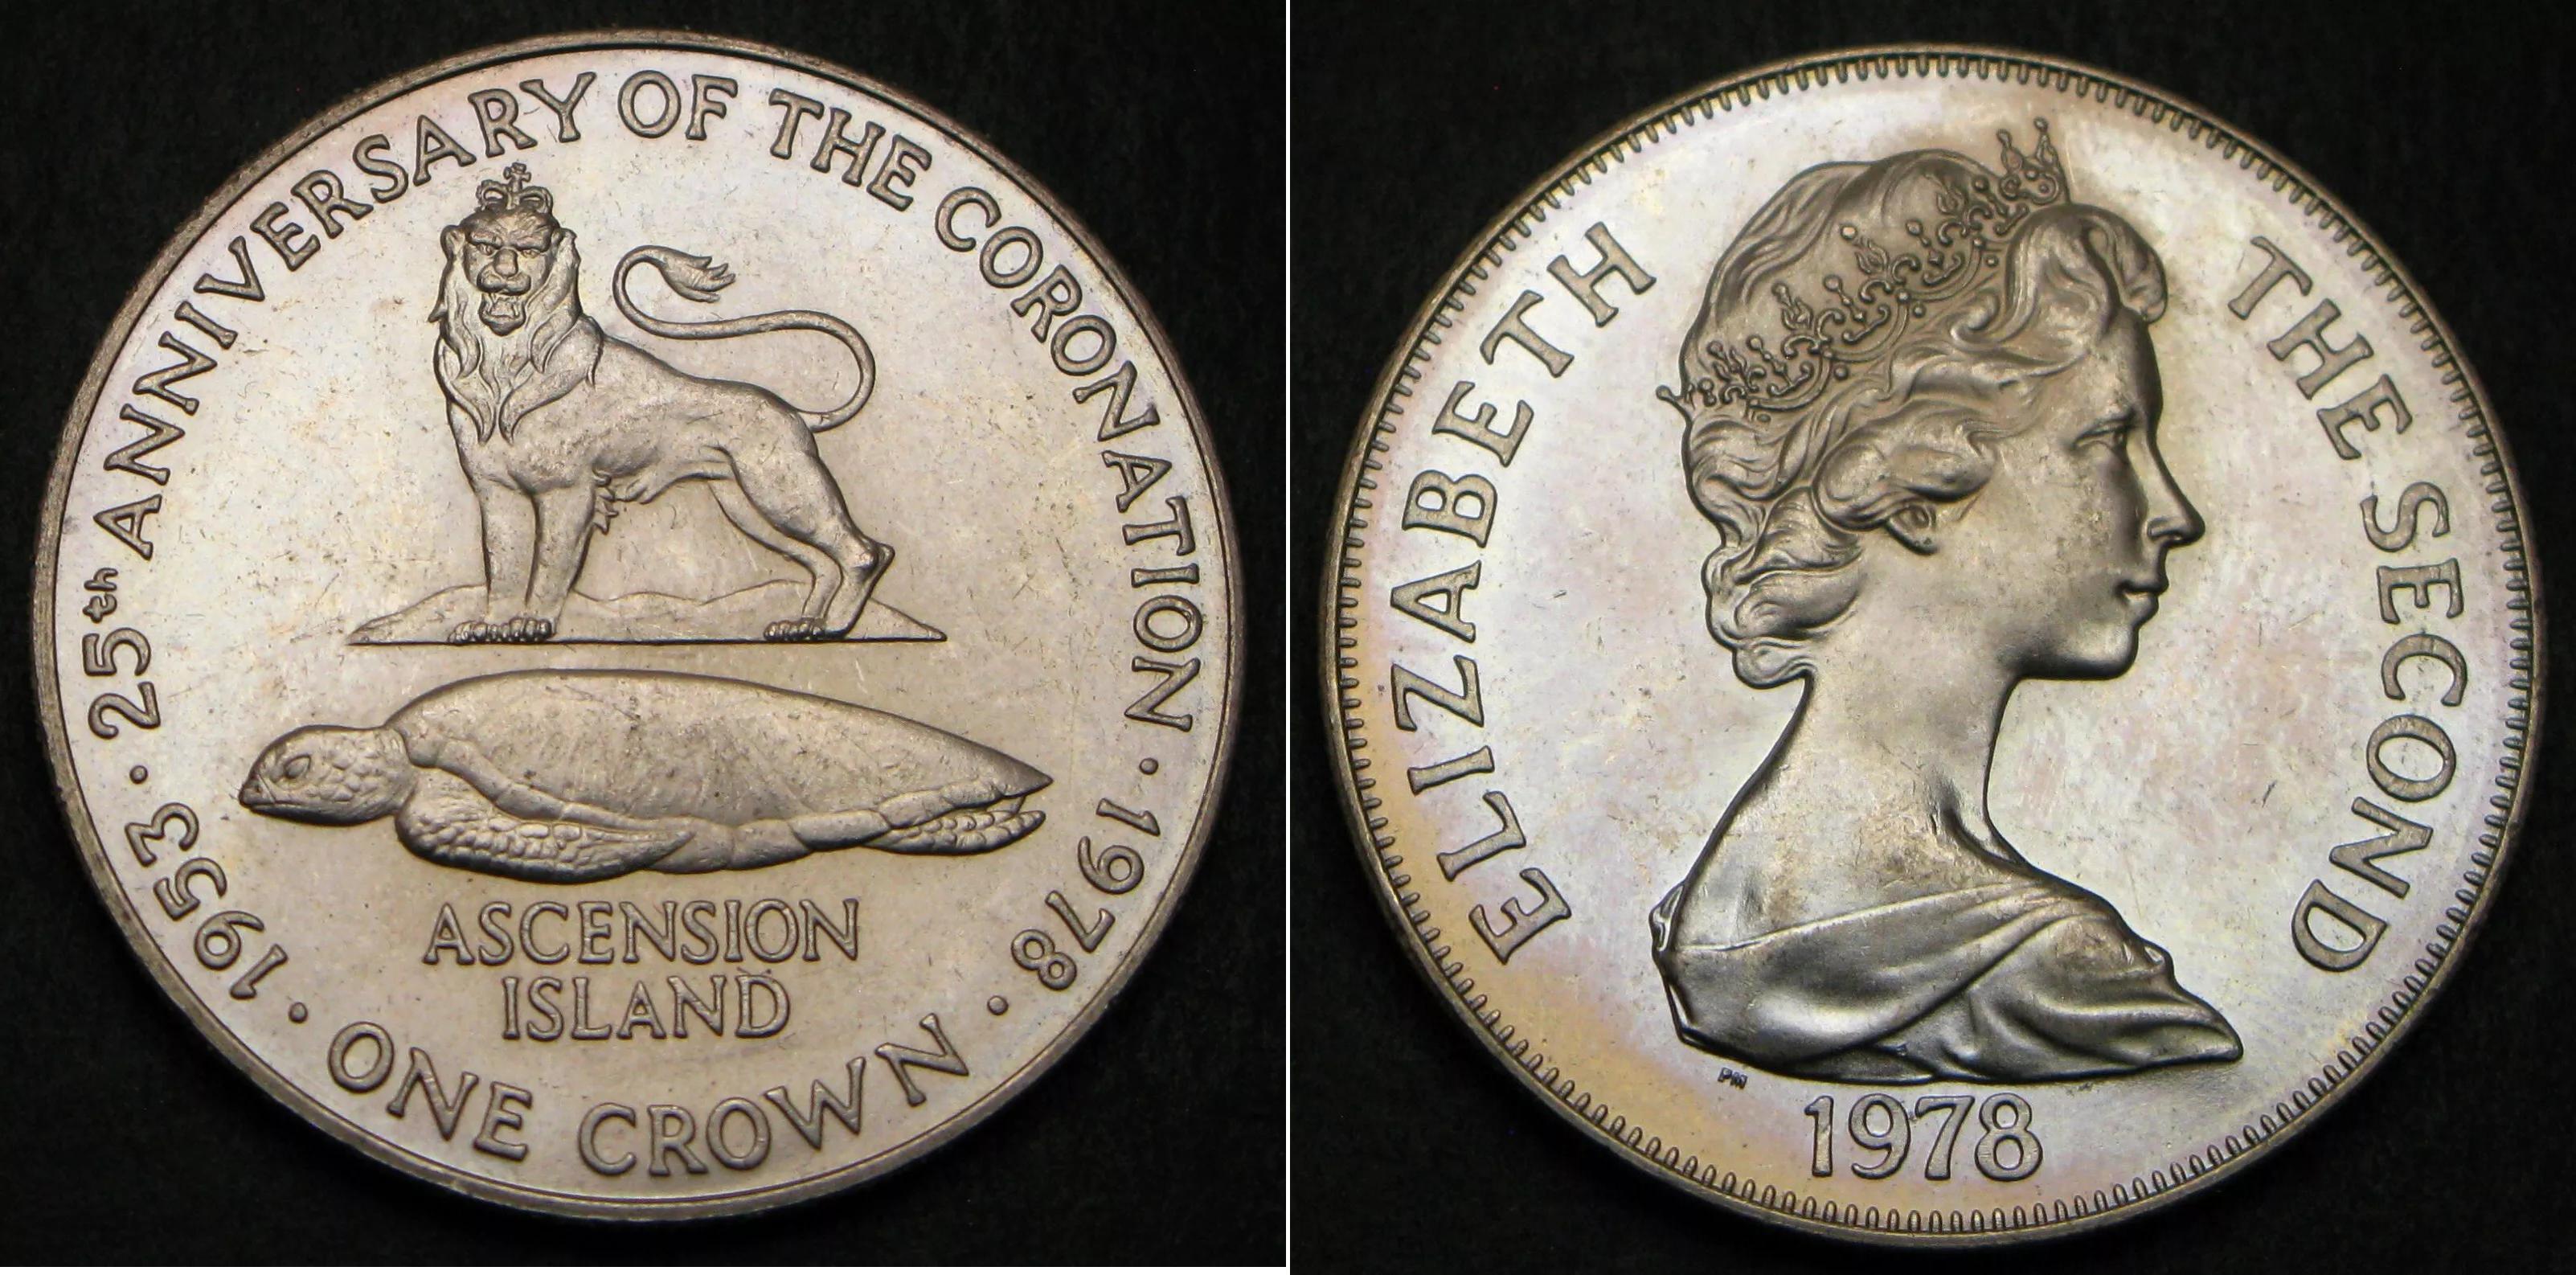 1953 · 25th ANNIVERSARY OF THE CORONATION · 1978
ASCENSION
ISLAND
· ONE CROWN ·
ELIZABETH THE SECOND
PM
1978